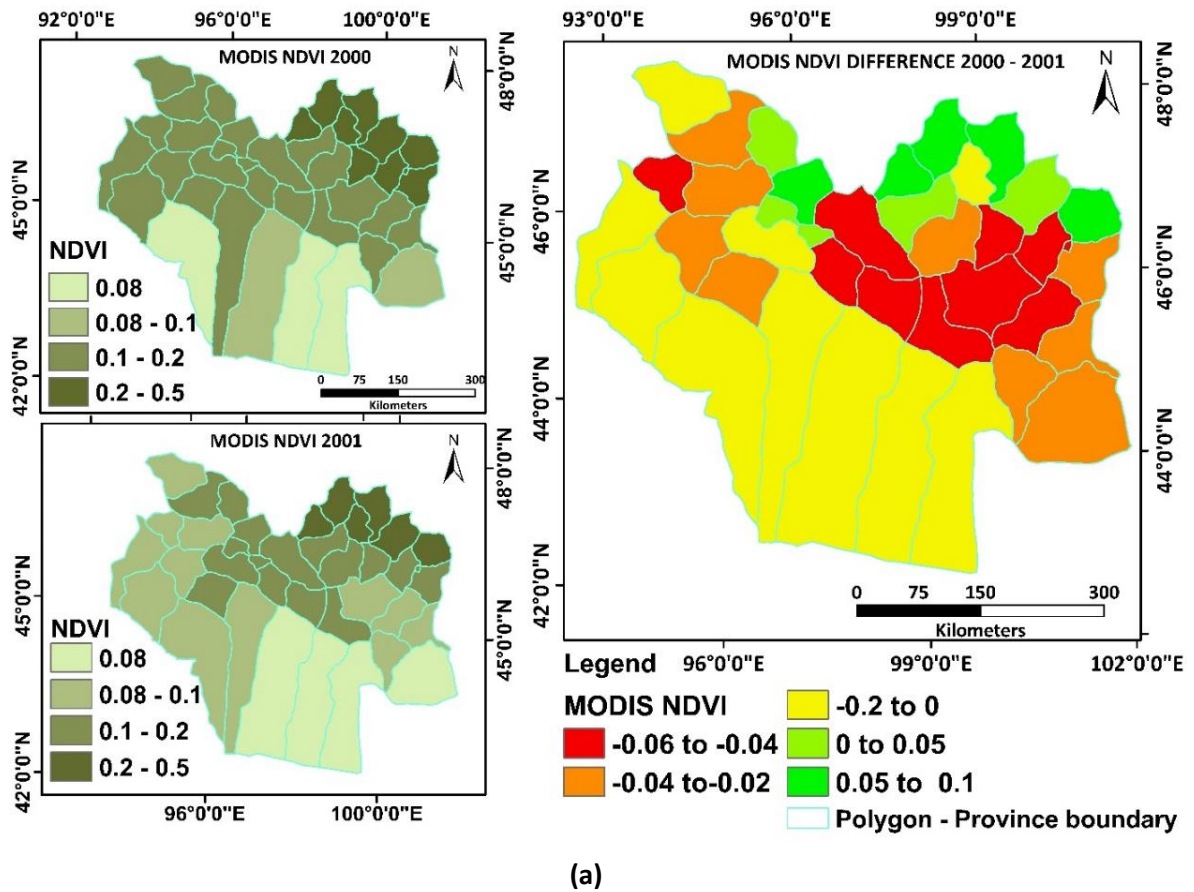 92°0'0"E 96°0'0"E 100°0'0"E
MODIS NDVI 2000
N
48°0'0"N
45°0'0"N
45°0'0"N
42°0'0"N
NDVI
0.08
0.08 - 0.1
0.1 - 0.2
0.2 - 0.5
0 75 150 300
Kilometers
MODIS NDVI 2001
N
48°0'0"N
45°0'0"N
45°0'0"N
42°0'0"N
NDVI
0.08
0.08 - 0.1
0.1 - 0.2
0.2 - 0.5
96°0'0"E 100°0'0"E
93°0'0"E 96°0'0"E 99°0'0"E
MODIS NDVI DIFFERENCE 2000 - 2001
N
48°0'0"N
46°0'0"N
46°0'0"N
44°0'0"N
44°0'0"N
42°0'0"N
0 75 150 300
Kilometers
96°0'0"E 99°0'0"E 102°0'0"E
Legend
MODIS NDVI
-0.06 to -0.04
-0.04 to-0.02
-0.2 to 0
0 to 0.05
0.05 to 0.1
Polygon - Province boundary
(a)